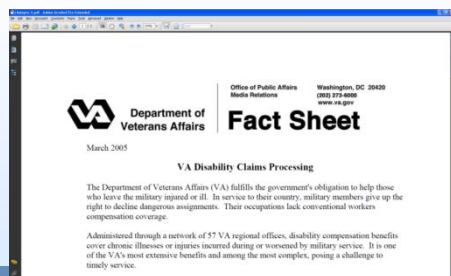 Office of Public Affairs
Media Relations
Washington, DC 20420
(202) 273-6000
www.va.gov
VA
Department of
Veterans Affairs
Fact Sheet
March 2005
VA Disability Claims Processing
The Department of Veterans Affairs (VA) fulfills the government's obligation to help those
who leave the military injured or ill. In service to their country, military members give up the
right to decline dangerous assignments. Their occupations lack conventional workers
compensation coverage.
Administered through a network of 57 VA regional offices, disability compensation benefits
cover chronic illnesses or injuries incurred during or worsened by military service. It is one
of the VA's most extensive benefits and among the most complex, posing a challenge to
timely service.